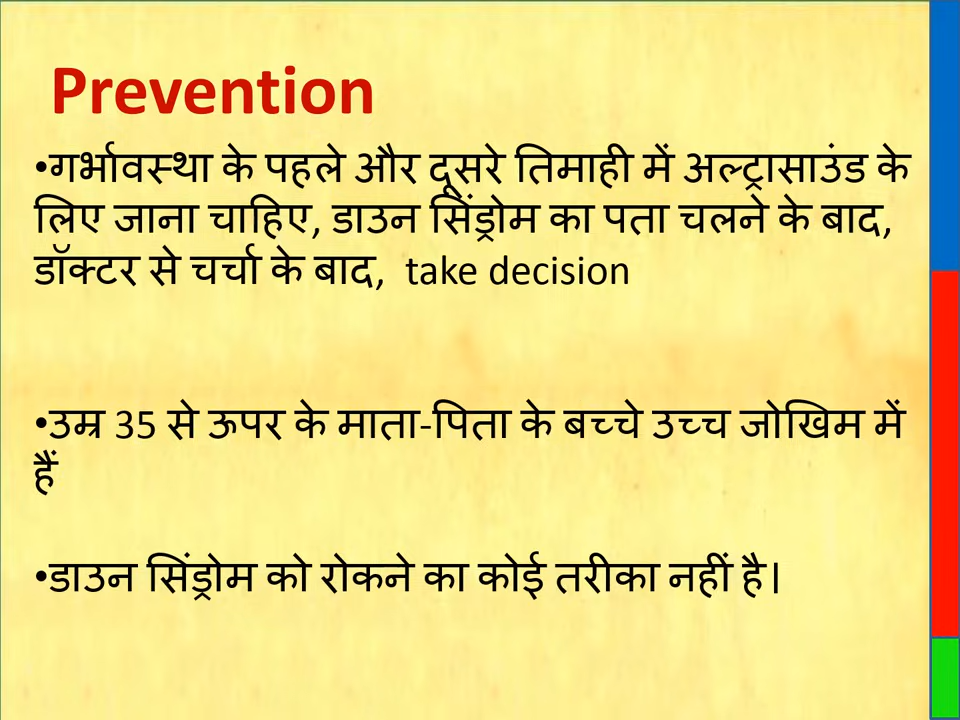 Prevention
•गर्भावस्था के पहले और दूसरे तिमाही में अल्ट्रासाउंड के
लिए जाना चाहिए, डाउन सिंड्रोम का पता चलने के बाद,
डॉक्टर से चर्चा के बाद, take decision
•उम्र 35 से ऊपर के माता-पिता के बच्चे उच्च जोखिम में
हैं
•डाउन सिंड्रोम को रोकने का कोई तरीका नहीं है।